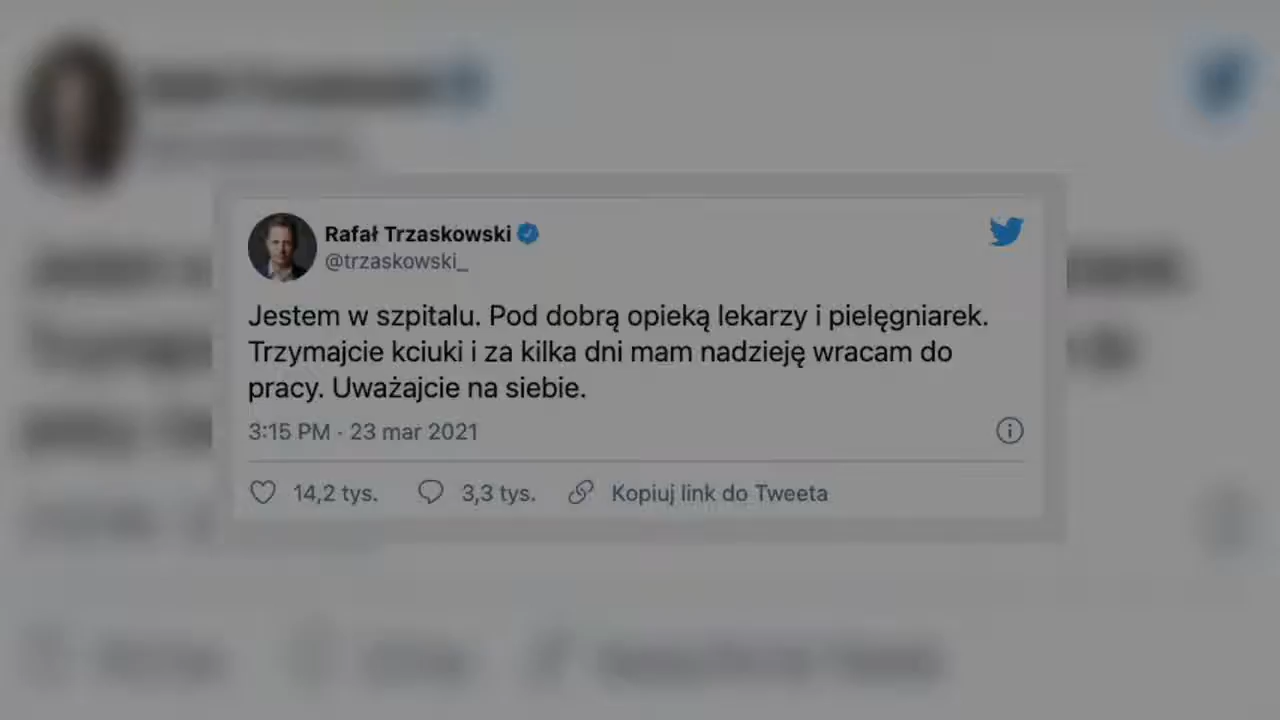 Rafał Trzaskowski
@trzaskowski_
Jestem w szpitalu. Pod dobrą opieką lekarzy i pielęgniarek.
Trzymajcie kciuki i za kilka dni mam nadzieję wracam do
pracy. Uważajcie na siebie.
3:15 PM · 23 mar 2021
14,2 tys. 3,3 tys. Kopiuj link do Tweeta